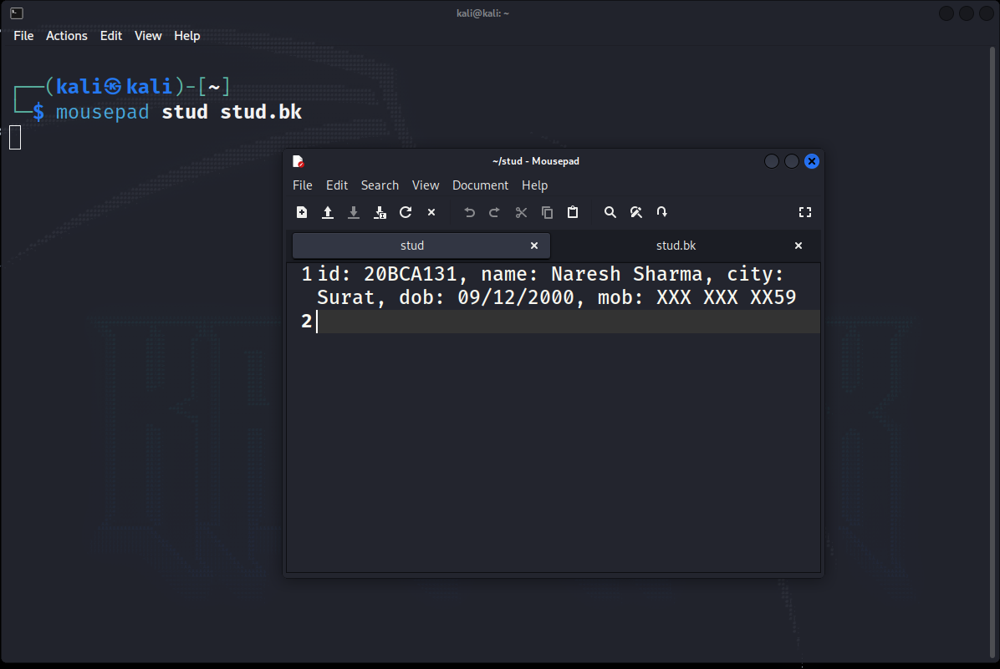 kali@kali: ~
File Actions Edit View Help
┌──(kali㉿kali)-[~]
└─$ mousepad stud stud.bk
~/stud - Mousepad
File Edit Search View Document Help
stud stud.bk
1 id: 20BCA131, name: Naresh Sharma, city:
Surat, dob: 09/12/2000, mob: XXX XXX XX59
2